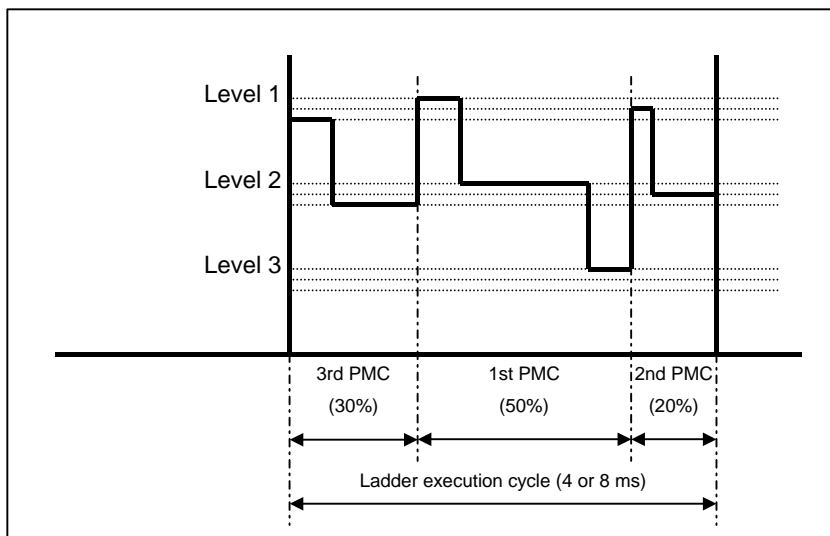 Level 1
Level 2
Level 3
3rd PMC
(30%)
1st PMC
(50%)
2nd PMC
(20%)
Ladder execution cycle (4 or 8 ms)